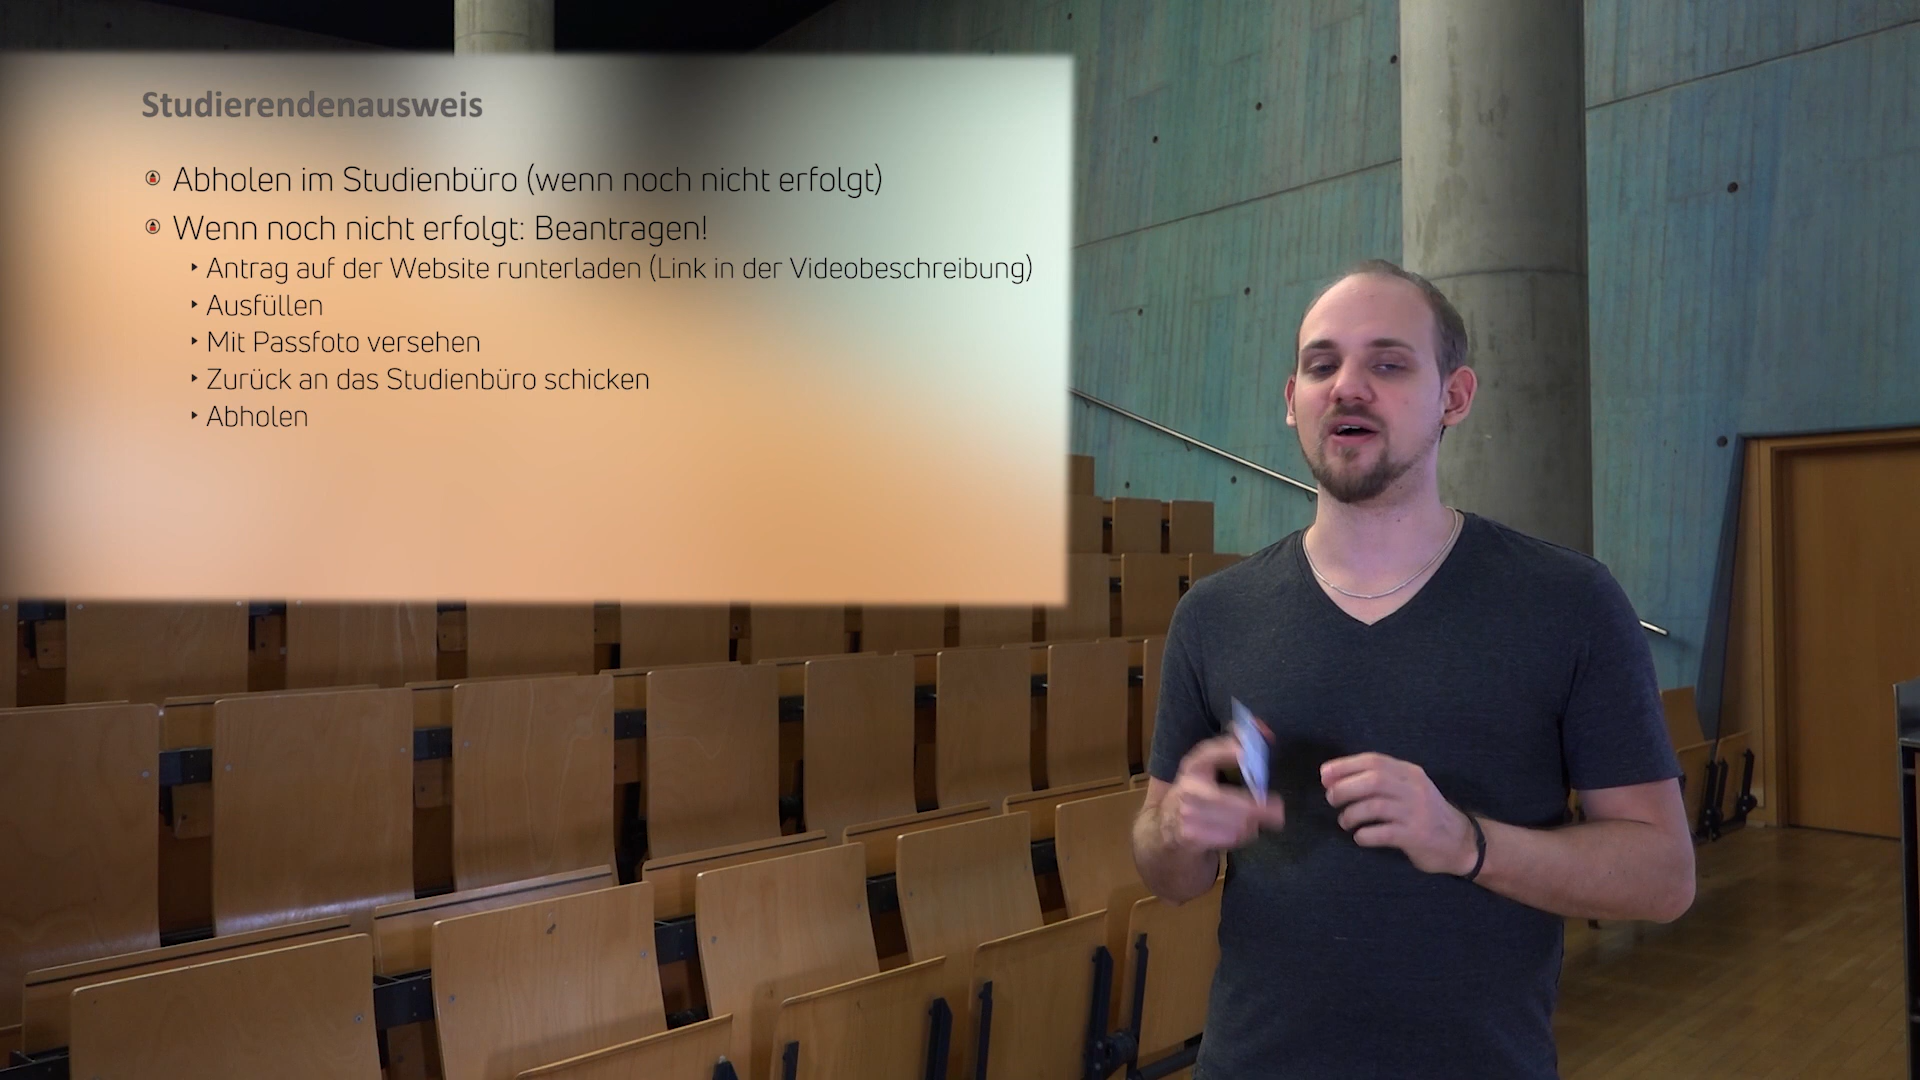 Studierendenausweis
Abholen im Studienbüro (wenn noch nicht erfolgt)
Wenn noch nicht erfolgt: Beantragen!
Antrag auf der Website runterladen (Link in der Videobeschreibung)
Ausfüllen
Mit Passfoto versehen
Zurück an das Studienbüro schicken
Abholen